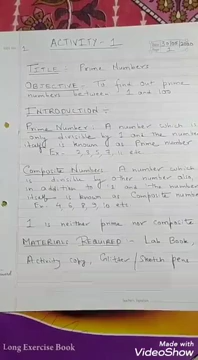 ACTIVITY - 1
TITLE : Prime Numbers
OBJECTIVE : To find out prime
numbers between 1 and 100
INTRODUCTION :-
Prime Number : A number which is
only divisible by 1 and the number
itself is known as Prime number
Ex. 2, 3, 5, 7, 11 etc
Composite Number : A number which
is divisible by other number also,
in addition to 1 and the number
itself is known as Composite number
Ex. 4, 6, 8, 9, 10 etc
1 is neither prime nor composite
MATERIALS REQUIRED - Lab Book,
Activity copy, Glitter / Sketch pens
Long Exercise Book
Made with
VivaVideo